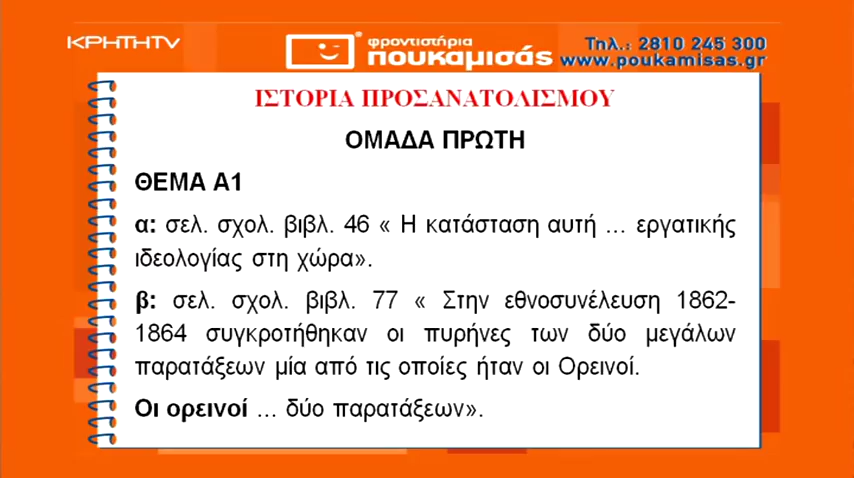 ΚΡΗΤΗTV
φροντιστήρια
πουκαμισάς
Τηλ.: 2810 245 300
www.poukamisas.gr
ΙΣΤΟΡΙΑ ΠΡΟΣΑΝΑΤΟΛΙΣΜΟΥ
ΟΜΑΔΑ ΠΡΩΤΗ
ΘΕΜΑ Α1
α: σελ. σχολ. βιβλ. 46 « Η κατάσταση αυτή ... εργατικής
ιδεολογίας στη χώρα».
β: σελ. σχολ. βιβλ. 77 « Στην εθνοσυνέλευση 1862-
1864 συγκροτήθηκαν οι πυρήνες των δύο μεγάλων
παρατάξεων μία από τις οποίες ήταν οι Ορεινοί.
Οι ορεινοί ... δύο παρατάξεων».